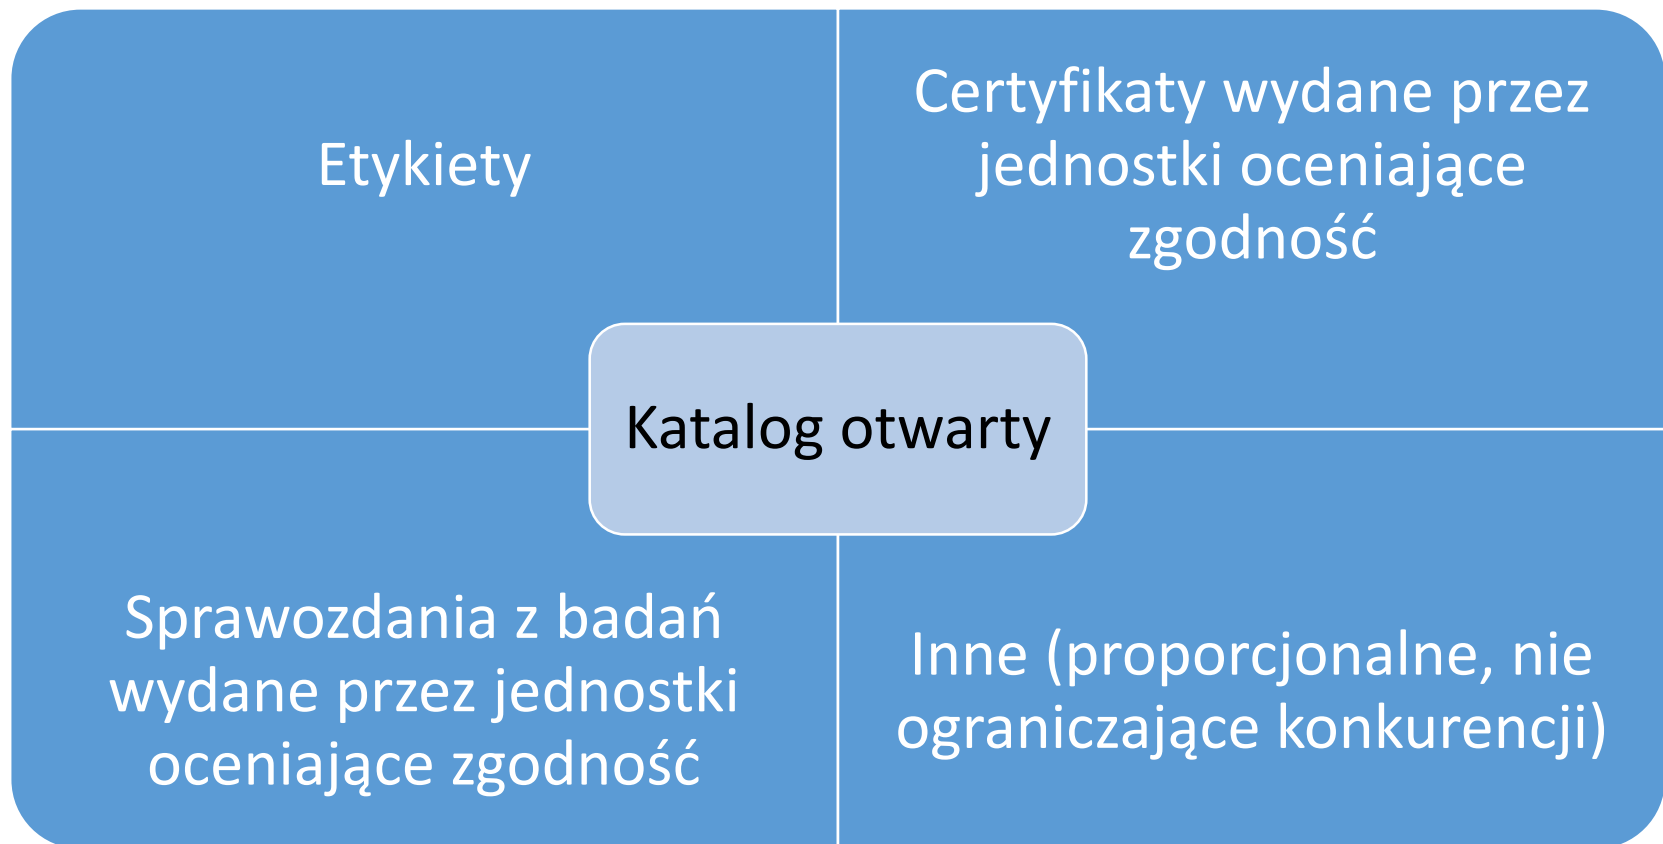 Etykiety
Certyfikaty wydane przez
jednostki oceniające
zgodność
Katalog otwarty
Sprawozdania z badań
wydane przez jednostki
oceniające zgodność
Inne (proporcjonalne, nie
ograniczające konkurencji)